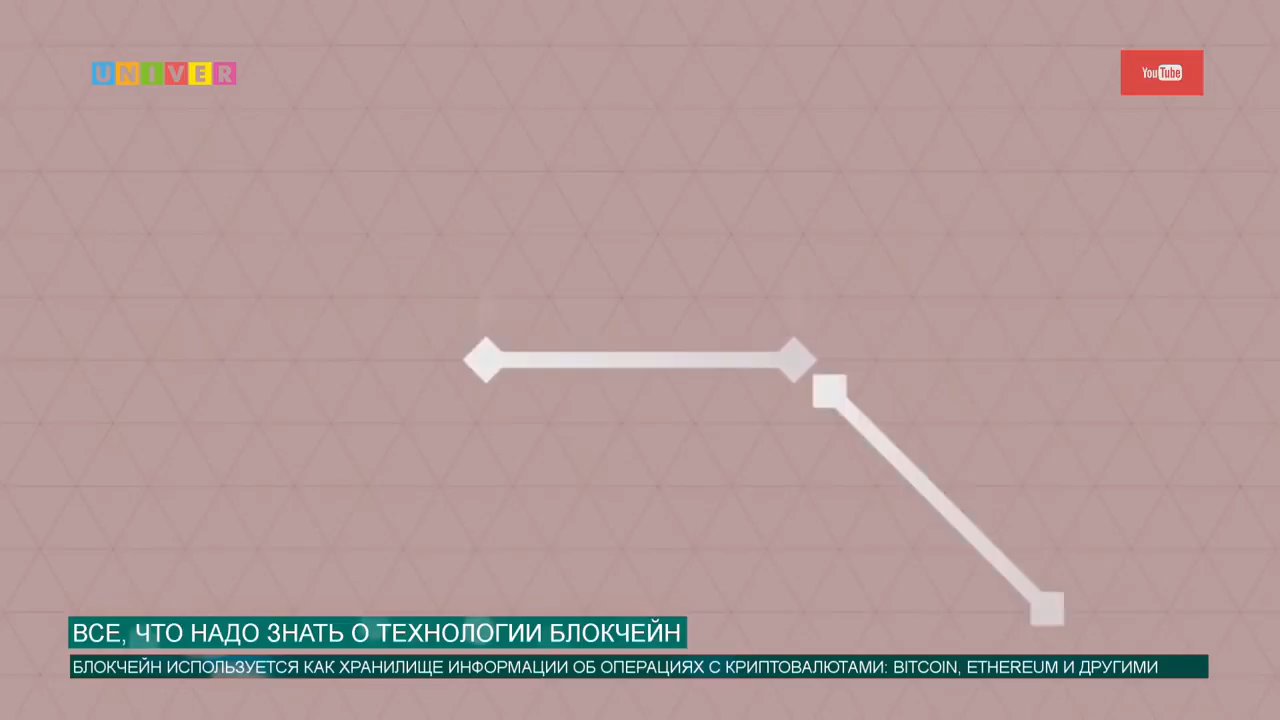 UNIVER
YouTube
ВСЕ, ЧТО НАДО ЗНАТЬ О ТЕХНОЛОГИИ БЛОКЧЕЙН
БЛОКЧЕЙН ИСПОЛЬЗУЕТСЯ КАК ХРАНИЛИЩЕ ИНФОРМАЦИИ ОБ ОПЕРАЦИЯХ С КРИПТОВАЛЮТАМИ: BITCOIN, ETHEREUM И ДРУГИМИ